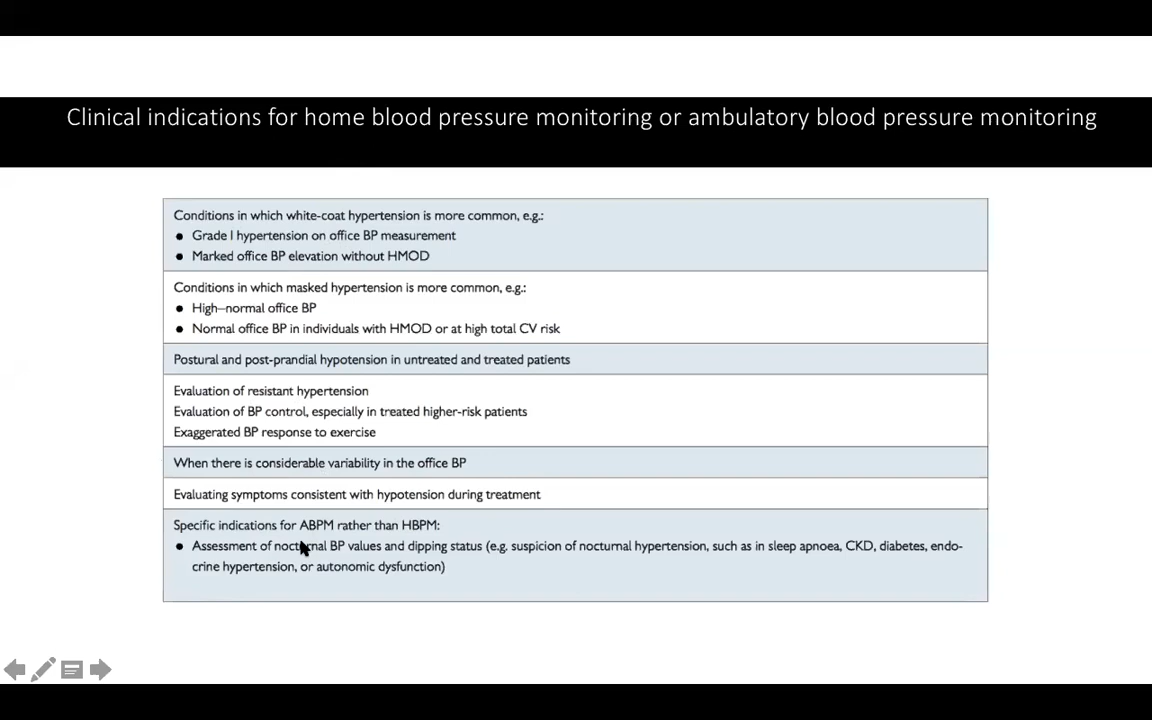 Clinical indications for home blood pressure monitoring or ambulatory blood pressure monitoring
Conditions in which white-coat hypertension is more common, e.g.:
● Grade I hypertension on office BP measurement
● Marked office BP elevation without HMOD
Conditions in which masked hypertension is more common, e.g.:
● High–normal office BP
● Normal office BP in individuals with HMOD or at high total CV risk
Postural and post-prandial hypotension in untreated and treated patients
Evaluation of resistant hypertension
Evaluation of BP control, especially in treated higher-risk patients
Exaggerated BP response to exercise
When there is considerable variability in the office BP
Evaluating symptoms consistent with hypotension during treatment
Specific indications for ABPM rather than HBPM:
● Assessment of nocturnal BP values and dipping status (e.g. suspicion of nocturnal hypertension, such as in sleep apnoea, CKD, diabetes, endo-
crine hypertension, or autonomic dysfunction)